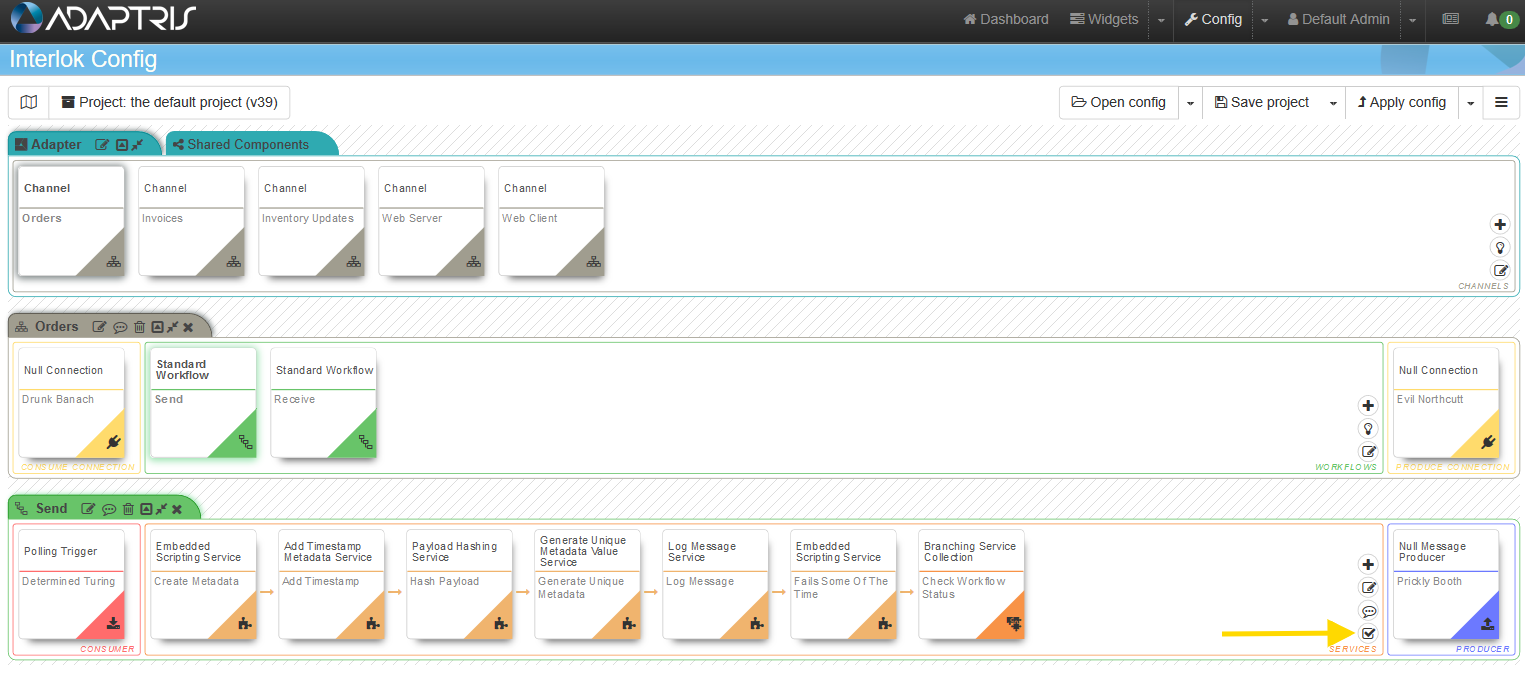 ADAPTRIS
Dashboard Widgets Config Default Admin 0
Interlok Config
Project: the default project (v39) Open config Save project Apply config
Adapter Shared Components
Channel Channel Channel Channel Channel
Orders Invoices Inventory Updates Web Server Web Client
CHANNELS
Orders
Null Connection Standard Workflow Standard Workflow Null Connection
Drunk Banach Send Receive Evil Northcutt
CONSUME CONNECTION WORKFLOWS PRODUCE CONNECTION
Send
Polling Trigger
Determined Turing
CONSUMER
Embedded
Scripting Service
Create Metadata
Add Timestamp
Metadata Service
Add Timestamp
Payload Hashing
Service
Hash Payload
Generate Unique
Metadata Value
Service
Generate Unique
Metadata
Log Message
Service
Log Message
Embedded
Scripting Service
Fails Some Of The
Time
Branching Service
Collection
Check Workflow
Status
SERVICES
Null Message
Producer
Prickly Booth
PRODUCER